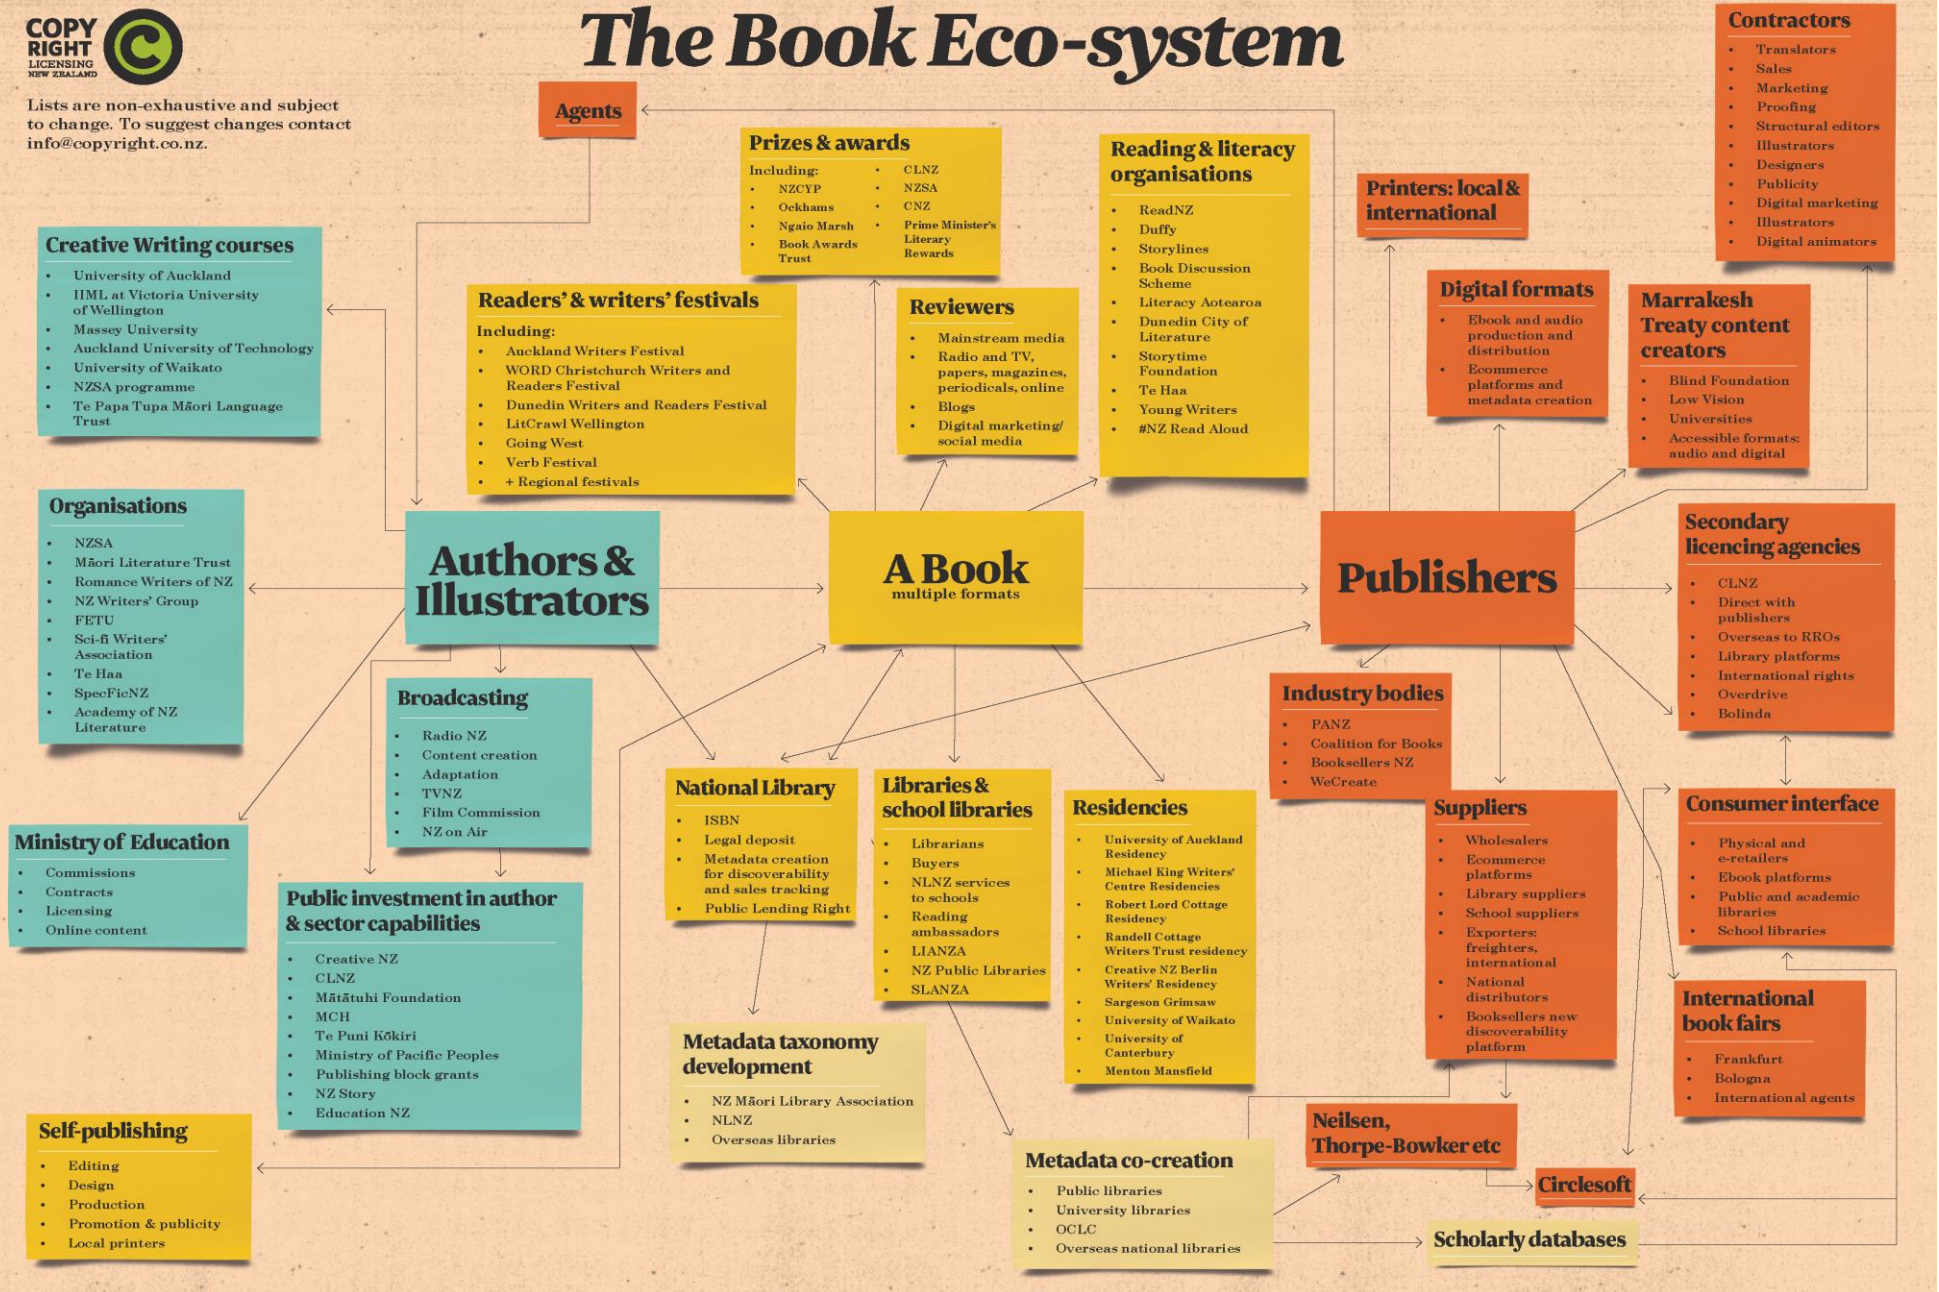 COPY
RIGHT
LICENSING
NEW ZEALAND
The Book Eco-system
Lists are non-exhaustive and subject
to change. To suggest changes contact
info@copyright.co.nz.
Agents
Prizes & awards
Including:
• NZCYP
• Ockhams
• Ngaio Marsh
• Book Awards
Trust
• CLNZ
• NZSA
• CNZ
• Prime Minister's
Literary
Rewards
Reading & literacy
organisations
• ReadNZ
• Duffy
• Storylines
• Book Discussion
Scheme
• Literacy Aotearoa
• Dunedin City of
Literature
• Storytime
Foundation
• Te Haa
• Young Writers
• #NZ Read Aloud
Printers: local &
international
Contractors
• Translators
• Sales
• Marketing
• Proofing
• Structural editors
• Illustrators
• Designers
• Publicity
• Digital marketing
• Illustrators
• Digital animators
Creative Writing courses
• University of Auckland
• IIML at Victoria University
of Wellington
• Massey University
• Auckland University of Technology
• University of Waikato
• NZSA programme
• Te Papa Tupa Māori Language
Trust
Readers' & writers' festivals
Including:
• Auckland Writers Festival
• WORD Christchurch Writers and
Readers Festival
• Dunedin Writers and Readers Festival
• LitCrawl Wellington
• Going West
• Verb Festival
• + Regional festivals
Reviewers
• Mainstream media
• Radio and TV,
papers, magazines,
periodicals, online
• Blogs
• Digital marketing/
social media
Digital formats
• Ebook and audio
production and
distribution
• Ecommerce
platforms and
metadata creation
Marrakesh
Treaty content
creators
• Blind Foundation
• Low Vision
• Universities
• Accessible formats:
audio and digital
Organisations
• NZSA
• Māori Literature Trust
• Romance Writers of NZ
• NZ Writers' Group
• FETU
• Sci-fi Writers'
Association
• Te Haa
• SpecFicNZ
• Academy of NZ
Literature
Authors &
Illustrators
A Book
multiple formats
Publishers
Secondary
licencing agencies
• CLNZ
• Direct with
publishers
• Overseas to RROs
• Library platforms
• International rights
• Overdrive
• Bolinda
Broadcasting
• Radio NZ
• Content creation
• Adaptation
• TVNZ
• Film Commission
• NZ on Air
Industry bodies
• PANZ
• Coalition for Books
• Booksellers NZ
• WeCreate
Ministry of Education
• Commissions
• Contracts
• Licensing
• Online content
Public investment in author
& sector capabilities
• Creative NZ
• CLNZ
• Mātātuhi Foundation
• MCH
• Te Puni Kōkiri
• Ministry of Pacific Peoples
• Publishing block grants
• NZ Story
• Education NZ
National Library
• ISBN
• Legal deposit
• Metadata creation
for discoverability
and sales tracking
• Public Lending Right
Libraries &
school libraries
• Librarians
• Buyers
• NLNZ services
to schools
• Reading
ambassadors
• LIANZA
• NZ Public Libraries
• SLANZA
Residencies
• University of Auckland
Residency
• Michael King Writers'
Centre Residencies
• Robert Lord Cottage
Residency
• Randell Cottage
Writers Trust residency
• Creative NZ Berlin
Writers' Residency
• Sargeson Grimsaw
• University of Waikato
• University of
Canterbury
• Menton Mansfield
Suppliers
• Wholesalers
• Ecommerce
platforms
• Library suppliers
• School suppliers
• Exporters:
freighters,
international
• National
distributors
• Booksellers new
discoverability
platform
Consumer interface
• Physical and
e-retailers
• Ebook platforms
• Public and academic
libraries
• School libraries
International
book fairs
• Frankfurt
• Bologna
• International agents
Metadata taxonomy
development
• NZ Māori Library Association
• NLNZ
• Overseas libraries
Self-publishing
• Editing
• Design
• Production
• Promotion & publicity
• Local printers
Metadata co-creation
• Public libraries
• University libraries
• OCLC
• Overseas national libraries
Neilsen,
Thorpe-Bowker etc
Circlesoft
Scholarly databases